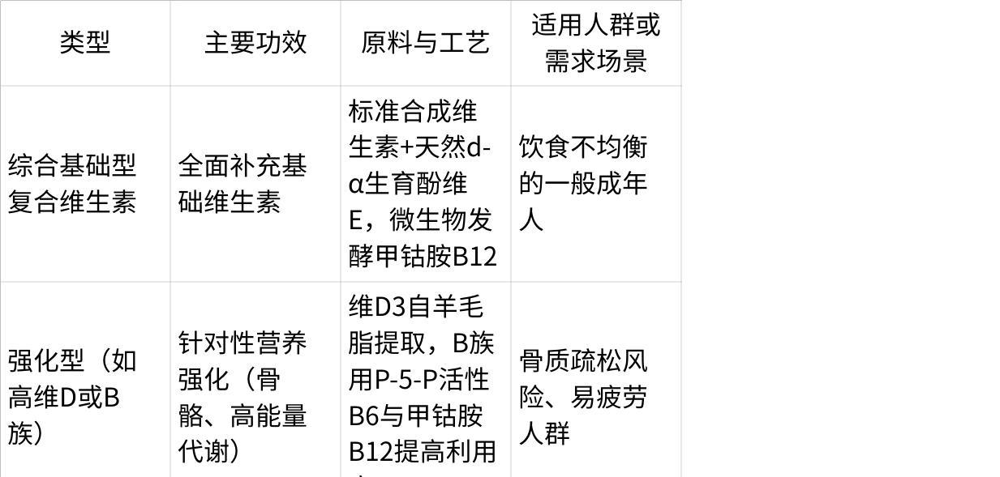 类型
主要功效
原料与工艺
适用人群或
需求场景
综合基础型
复合维生素
全面补充基
础维生素
标准合成维
生素+天然d-
α生育酚维
E，微生物发
酵甲钴胺B12
饮食不均衡
的一般成年
人
强化型（如
高维D或B
族）
针对性营养
强化（骨
骼、高能量
代谢）
维D3自羊毛
脂提取，B族
用P-5-P活性
B6与甲钴胺
B12提高利用
骨质疏松风
险、易疲劳
人群